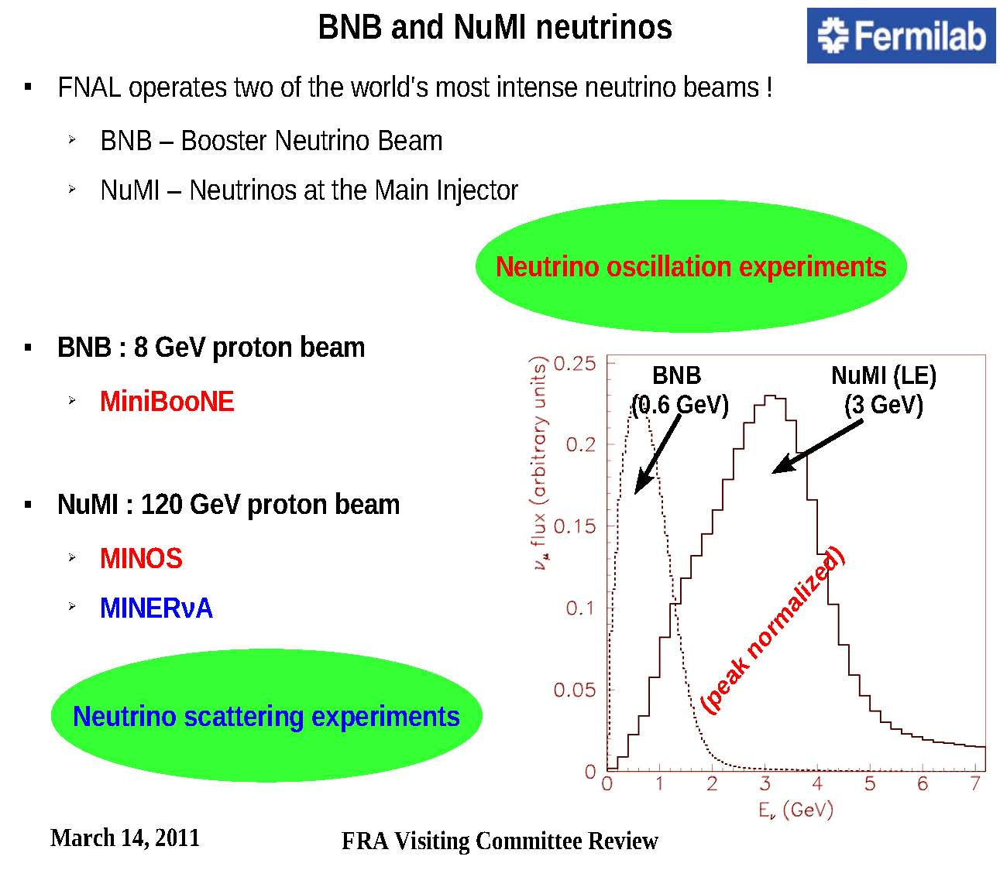 BNB and NuMI neutrinos
Fermilab
▪ FNAL operates two of the world's most intense neutrino beams !
➢ BNB – Booster Neutrino Beam
➢ NuMI – Neutrinos at the Main Injector
Neutrino oscillation experiments
▪ BNB : 8 GeV proton beam
➢ MiniBooNE
▪ NuMI : 120 GeV proton beam
➢ MINOS
➢ MINERνA
Neutrino scattering experiments
ν_μ flux (arbitrary units)
0.25
0.2
0.15
0.1
0.05
0
BNB
(0.6 GeV)
NuMI (LE)
(3 GeV)
(peak normalized)
0 1 2 3 4 5 6 7
E_ν (GeV)
March 14, 2011
FRA Visiting Committee Review